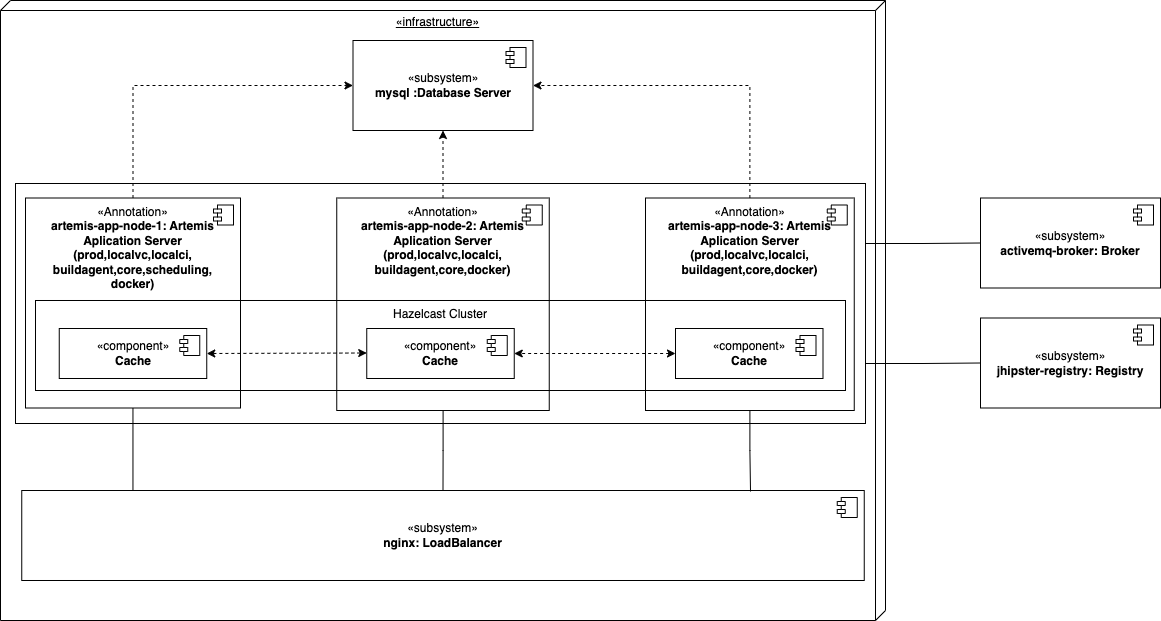 «infrastructure»
«subsystem»
mysql :Database Server
«Annotation»
artemis-app-node-1: Artemis
Aplication Server
(prod,localvc,localci,
buildagent,core,scheduling,
docker)
«Annotation»
artemis-app-node-2: Artemis
Aplication Server
(prod,localvc,localci,
buildagent,core,docker)
«Annotation»
artemis-app-node-3: Artemis
Aplication Server
(prod,localvc,localci,
buildagent,core,docker)
«subsystem»
activemq-broker: Broker
Hazelcast Cluster
«component»
Cache
«component»
Cache
«component»
Cache
«subsystem»
jhipster-registry: Registry
«subsystem»
nginx: LoadBalancer